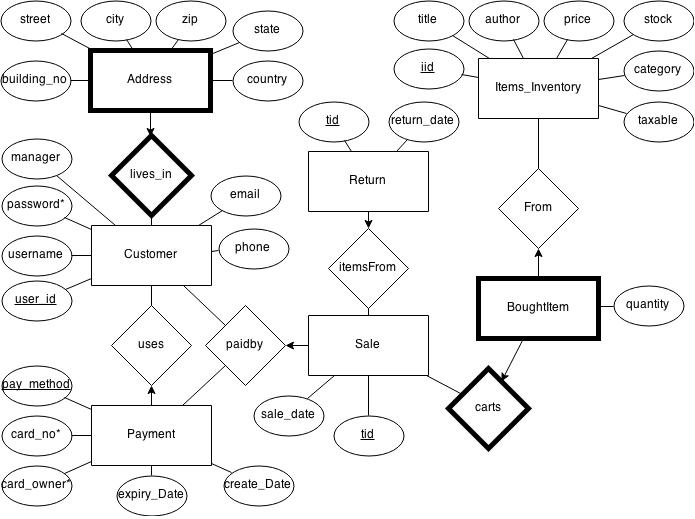 street
city
zip
state
building_no
Address
country
title
author
price
stock
iid
Items_Inventory
category
taxable
tid
return_date
manager
lives_in
Return
email
password*
From
username
Customer
phone
itemsFrom
user_id
BoughtItem
quantity
uses
paidby
Sale
pay_method
sale_date
carts
card_no*
Payment
tid
card_owner*
expiry_Date
create_Date